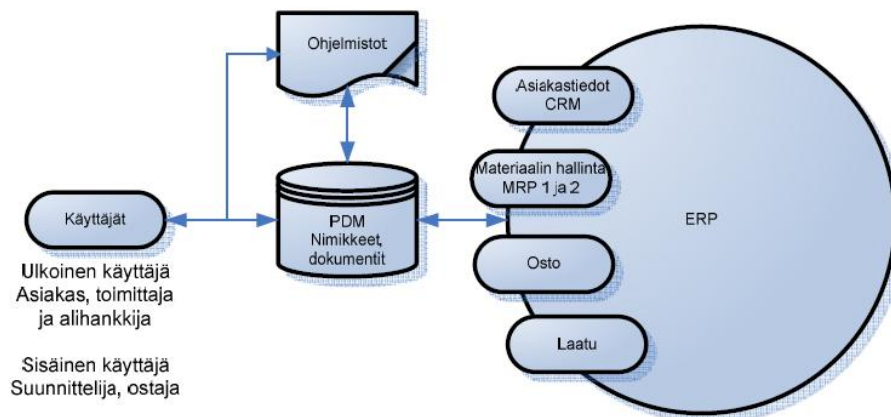 Ohjelmistot
Asiakastiedot
CRM
Materiaalin hallinta
MRP 1 ja 2
ERP
Käyttäjät
PDM
Nimikkeet,
dokumentit
Osto
Laatu
Ulkoinen käyttäjä
Asiakas, toimittaja
ja alihankkija
Sisäinen käyttäjä
Suunnittelija, ostaja